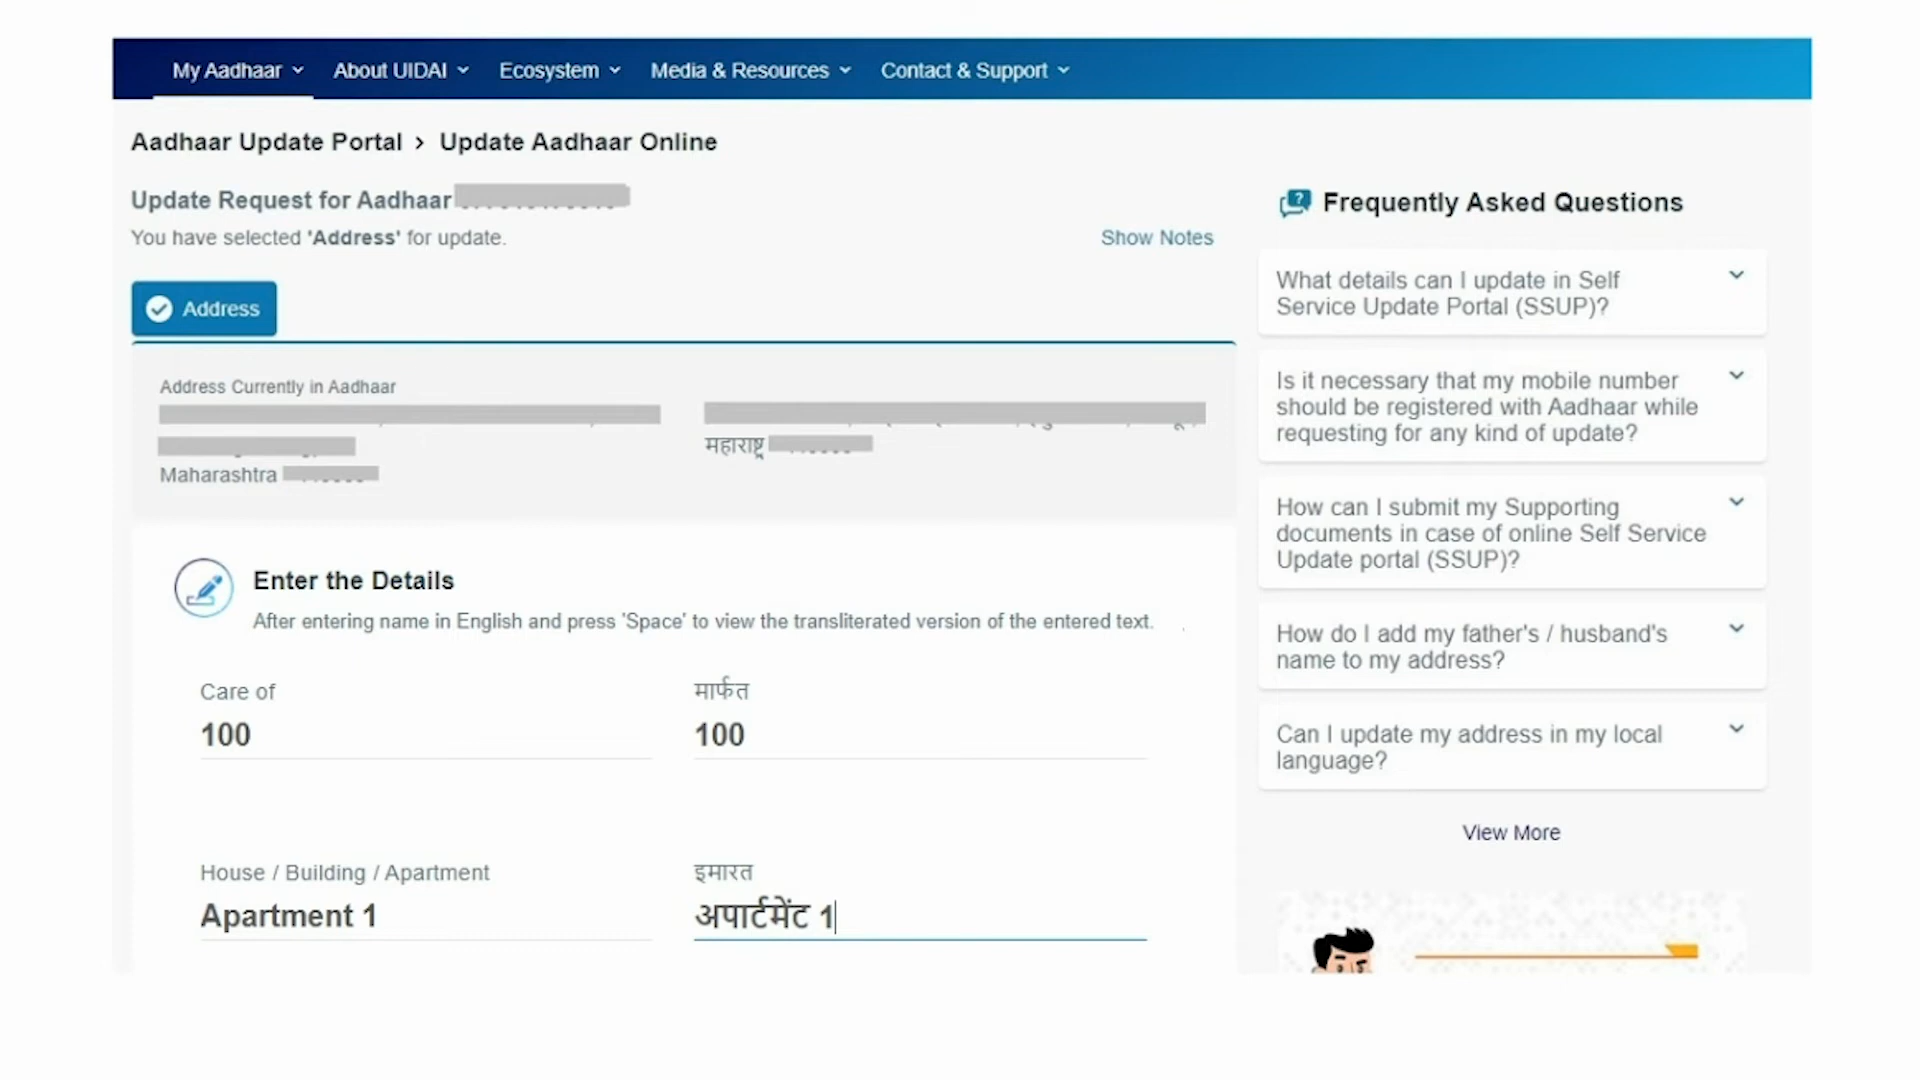 My Aadhaar
About UIDAI
Ecosystem
Media & Resources
Contact & Support
Aadhaar Update Portal › Update Aadhaar Online
Update Request for Aadhaar
You have selected 'Address' for update.
Show Notes
Address
Address Currently in Aadhaar
Maharashtra
महाराष्ट्र
Enter the Details
After entering name in English and press 'Space' to view the transliterated version of the entered text.
Care of
100
मार्फत
100
House / Building / Apartment
Apartment 1
इमारत
अपार्टमेंट 1
Frequently Asked Questions
What details can I update in Self
Service Update Portal (SSUP)?
Is it necessary that my mobile number
should be registered with Aadhaar while
requesting for any kind of update?
How can I submit my Supporting
documents in case of online Self Service
Update portal (SSUP)?
How do I add my father's / husband's
name to my address?
Can I update my address in my local
language?
View More